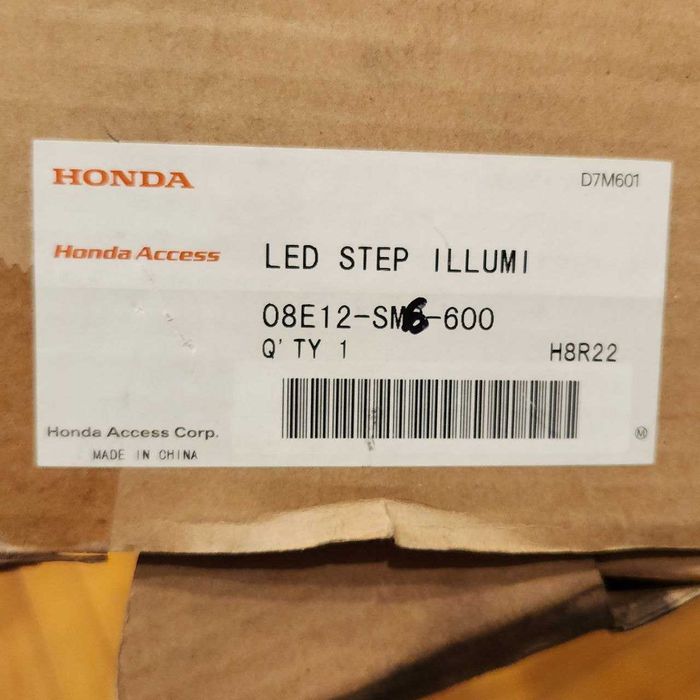 HONDA
D7M601
Honda Access
LED STEP ILLUMI
08E12-SM6-600
Q'TY 1
H8R22
Honda Access Corp.
MADE IN CHINA
M